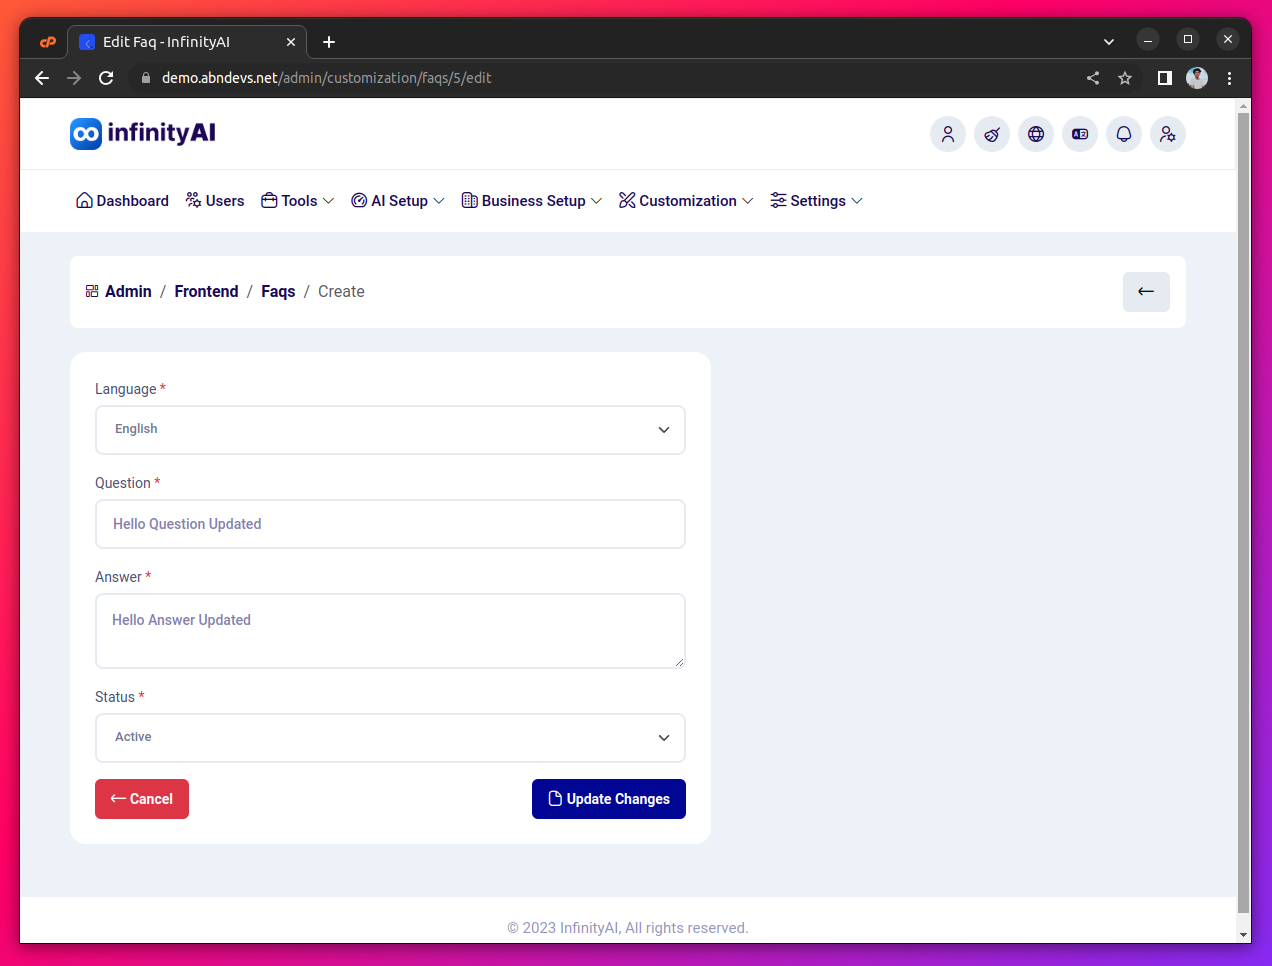 Edit Faq - InfinityAI
demo.abndevs.net/admin/customization/faqs/5/edit
infinityAI
Dashboard Users Tools AI Setup Business Setup Customization Settings
Admin / Frontend / Faqs / Create
Language *
English
Question *
Hello Question Updated
Answer *
Hello Answer Updated
Status *
Active
Cancel Update Changes
© 2023 InfinityAI, All rights reserved.